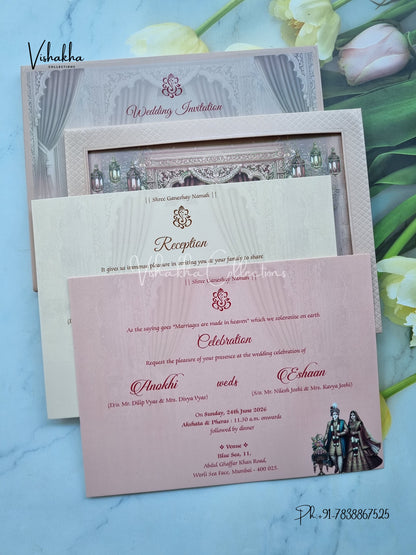 Vishakha
COLLECTIONS
Wedding Invitation
|| Shree Ganeshay Namah ||
Reception
It gives us immense pleasure in inviting you & your family to share
Vishakha Collections
|| Shree Ganeshay Namah ||
As the saying goes "Marriages are made in heaven" which we solemnise on earth
Celebration
Request the pleasure of your presence at the wedding celebration of
Anokhi weds Eshaan
(D/o. Mr. Dilip Vyas & Mrs. Divya Vyas) (S/o. Mr. Nilesh Joshi & Mrs. Kavya Joshi)
On Sunday, 24th June 2026
Akshata & Pheras : 11.30 a.m. onwards
followed by dinner
❖ Venue ❖
Blue Sea, 11,
Abdul Ghaffar Khan Road,
Worli Sea Face, Mumbai - 400 025.
Ph.+91-7838867525